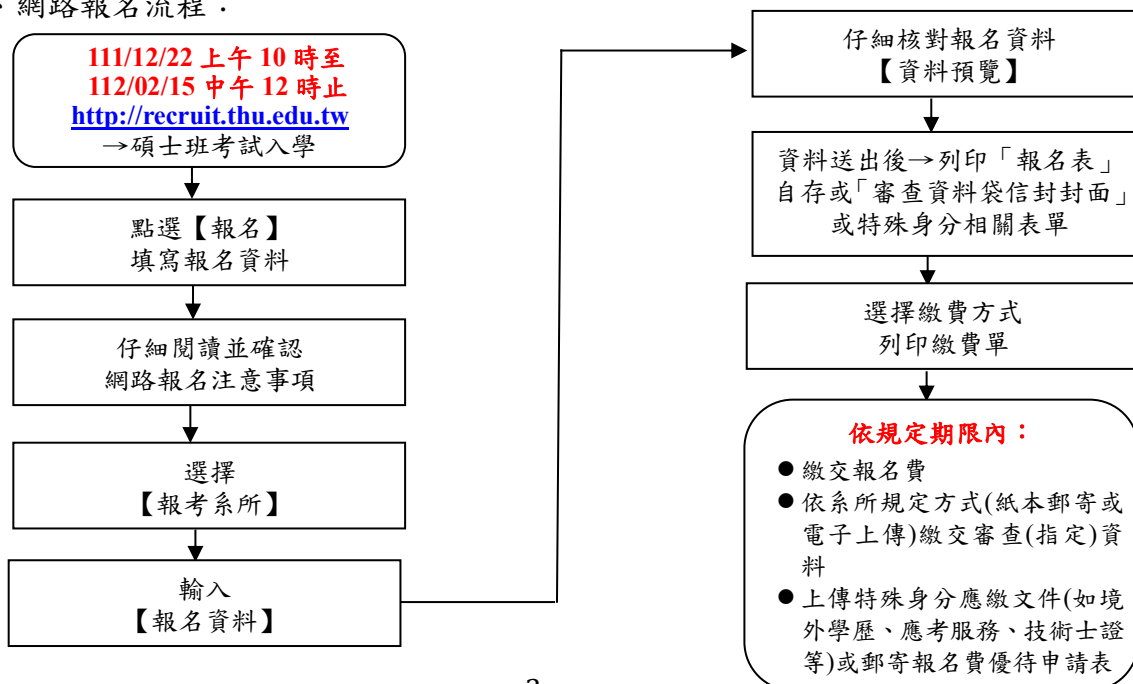 網路報名流程：
111/12/22 上午 10 時至
112/02/15 中午 12 時止
http://recruit.thu.edu.tw
→碩士班考試入學
點選【報名】
填寫報名資料
仔細閱讀並確認
網路報名注意事項
選擇
【報考系所】
輸入
【報名資料】
仔細核對報名資料
【資料預覽】
資料送出後→列印「報名表」
自存或「審查資料袋信封封面」
或特殊身分相關表單
選擇繳費方式
列印繳費單
依規定期限內：
● 繳交報名費
● 依系所規定方式(紙本郵寄或
電子上傳)繳交審查(指定)資
料
● 上傳特殊身分應繳文件(如境
外學歷、應考服務、技術士證
等)或郵寄報名費優待申請表